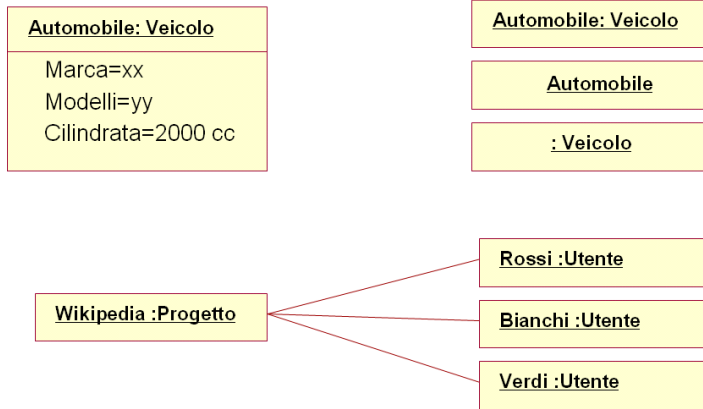 Automobile: Veicolo
Marca=xx
Modelli=yy
Cilindrata=2000 cc
Automobile: Veicolo
Automobile
: Veicolo
Wikipedia :Progetto
Rossi :Utente
Bianchi :Utente
Verdi :Utente